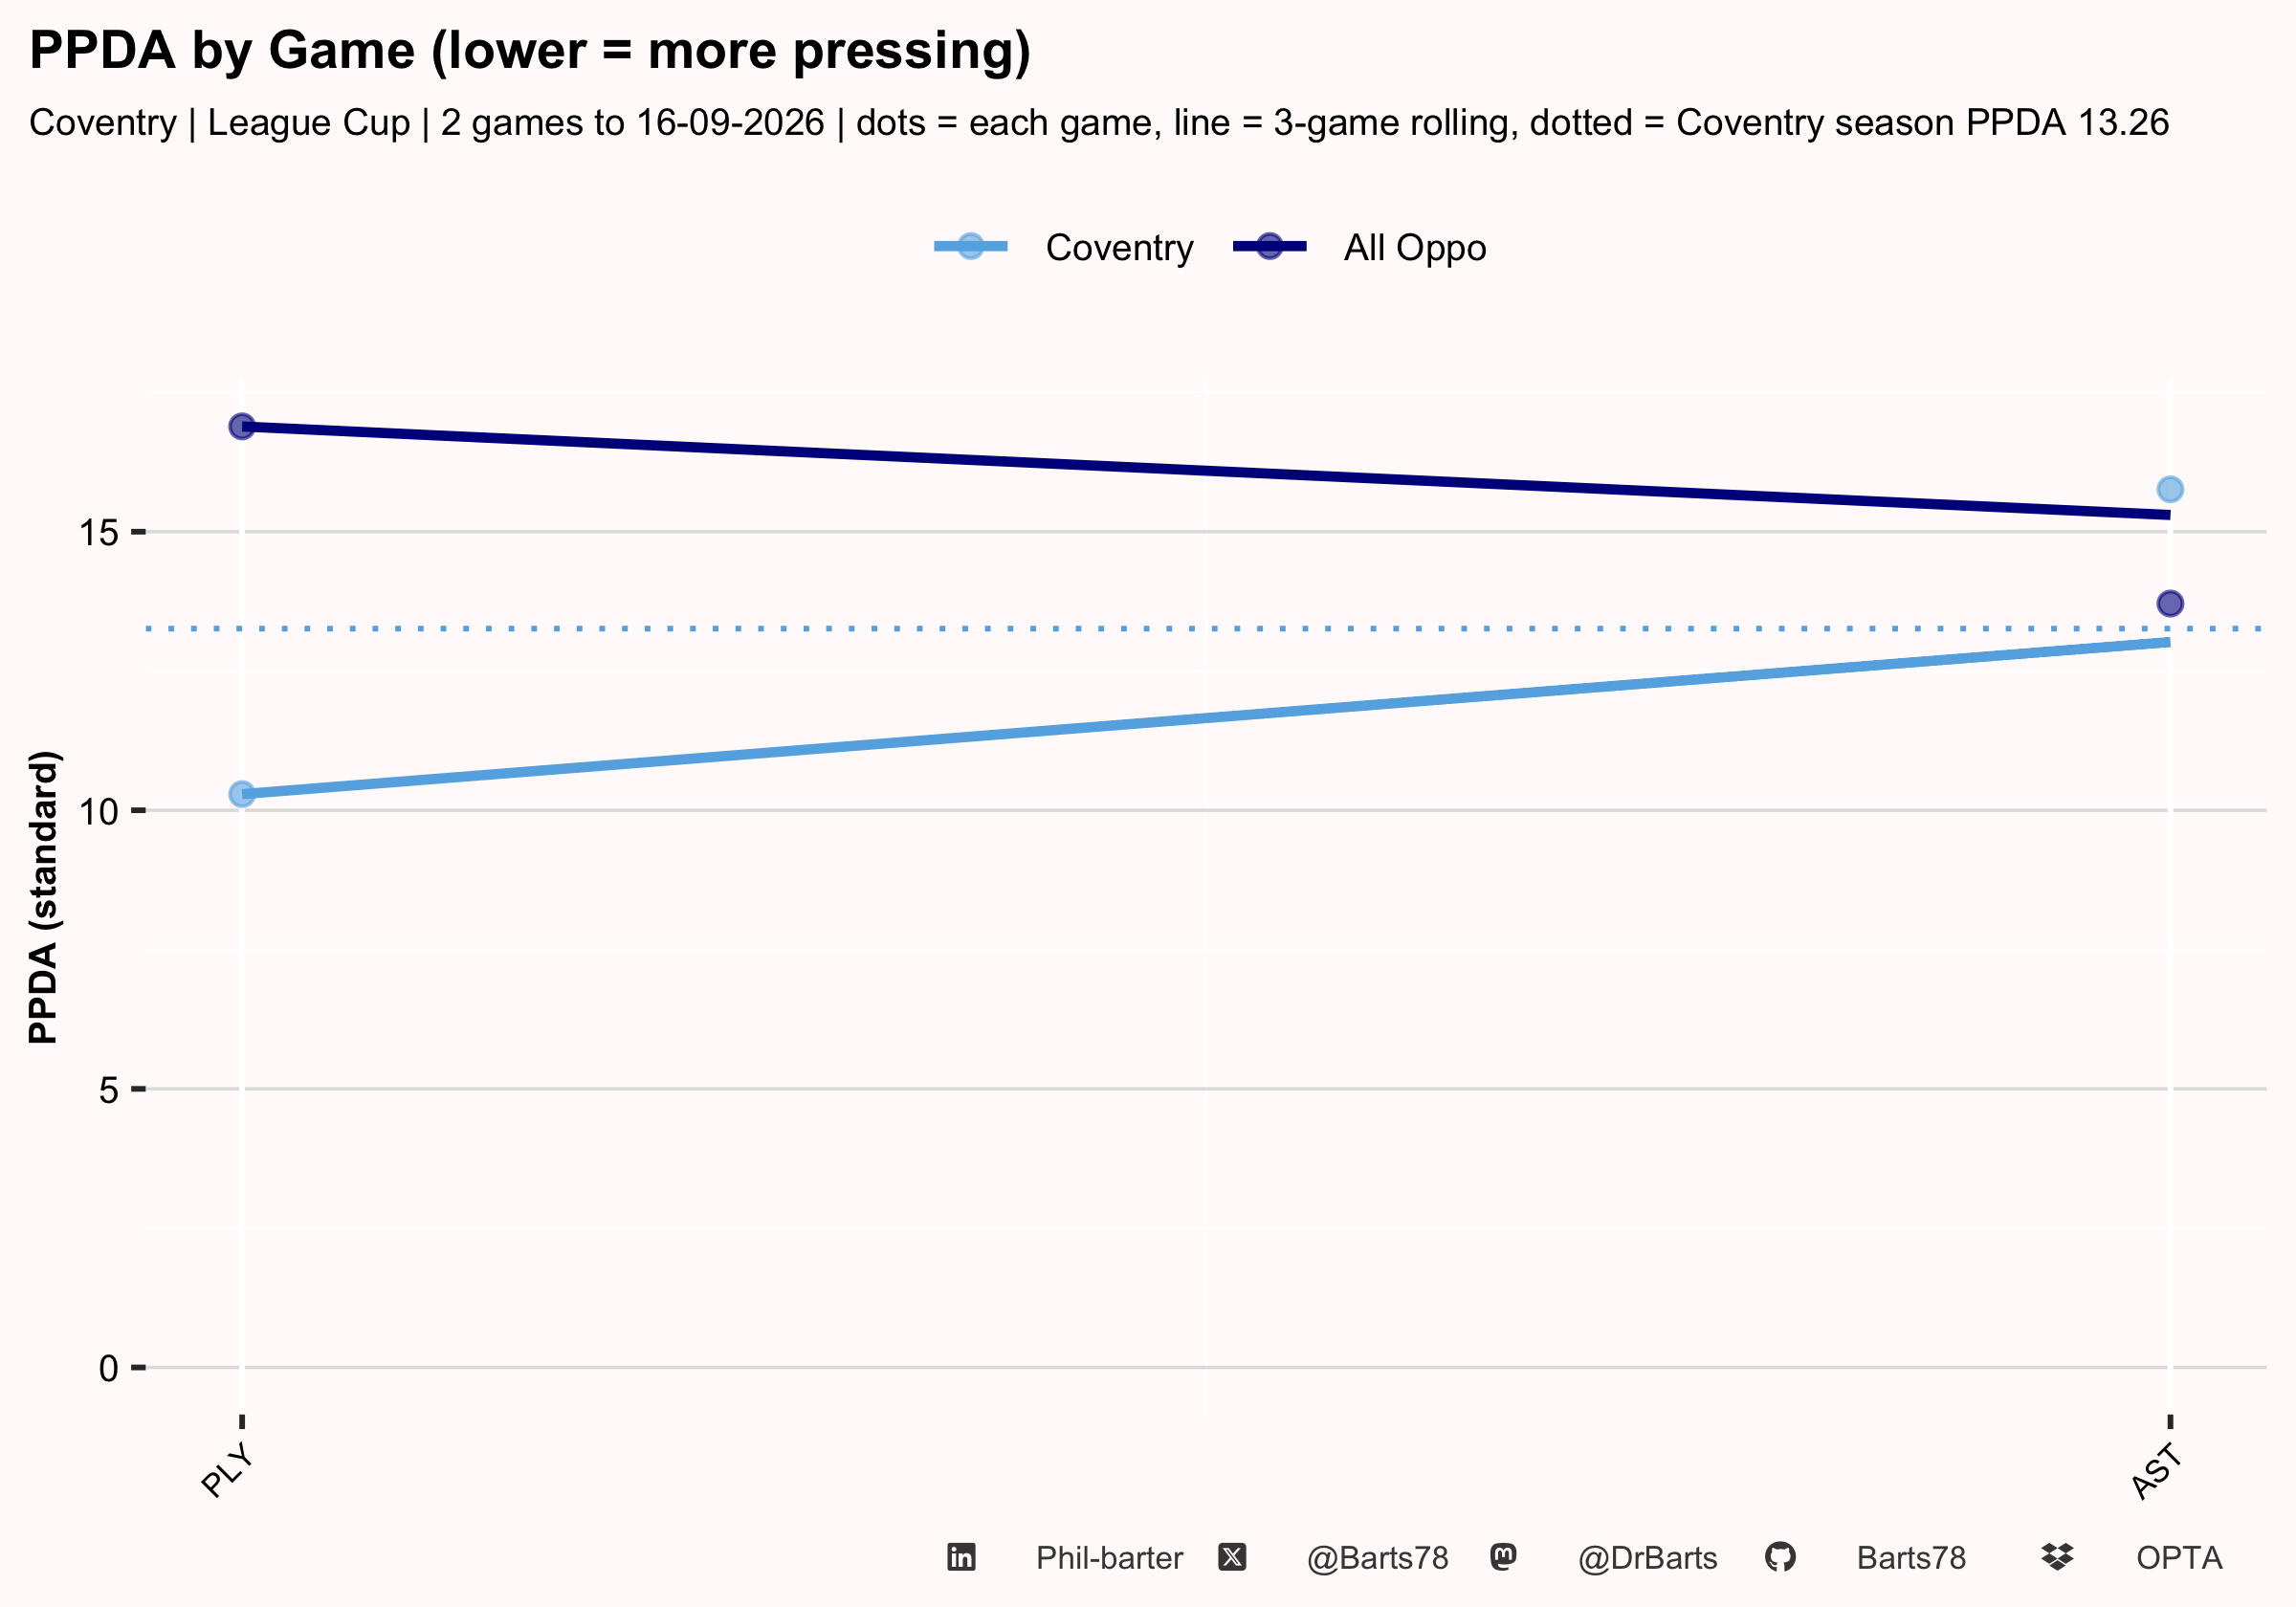 PPDA by Game (lower = more pressing)
Coventry | League Cup | 2 games to 16-09-2026 | dots = each game, line = 3-game rolling, dotted = Coventry season PPDA 13.26
Coventry
All Oppo
PPDA (standard)
15
10
5
0
PLY
AST
Phil-barter
@Barts78
@DrBarts
Barts78
OPTA